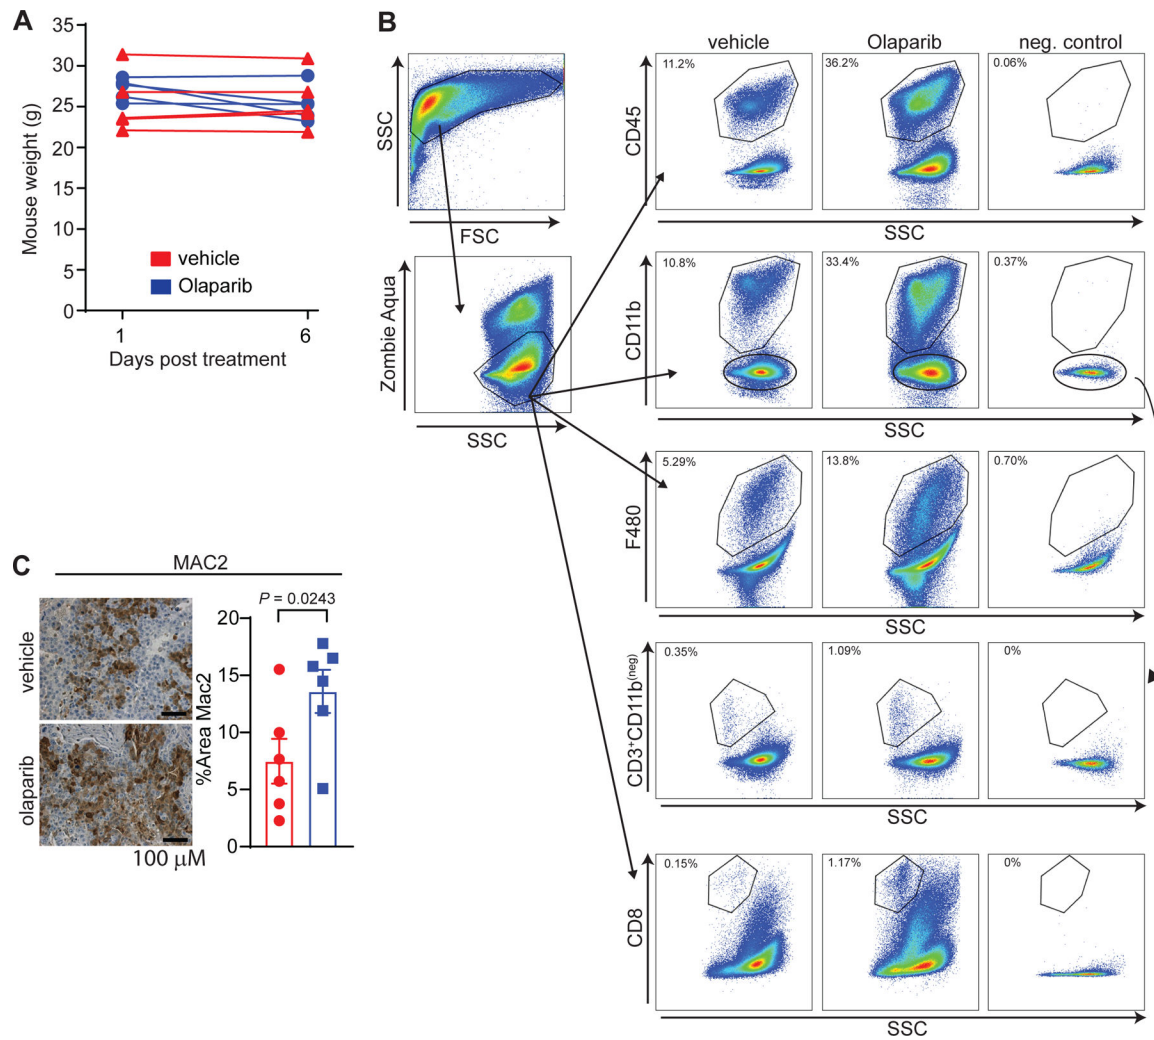 A
35
30
25
20
15
10
5
0
Mouse weight (g)
vehicle
Olaparib
1
6
Days post treatment
B
SSC
FSC
Zombie Aqua
SSC
vehicle
Olaparib
neg. control
CD45
11.2%
36.2%
0.06%
SSC
CD11b
10.8%
33.4%
0.37%
SSC
F480
5.29%
13.8%
0.70%
SSC
CD3⁺CD11b⁽ⁿᵉᵍ⁾
0.35%
1.09%
0%
SSC
CD8
0.15%
1.17%
0%
SSC
C
MAC2
vehicle
olaparib
100 µM
P = 0.0243
%Area Mac2
20
15
10
5
0